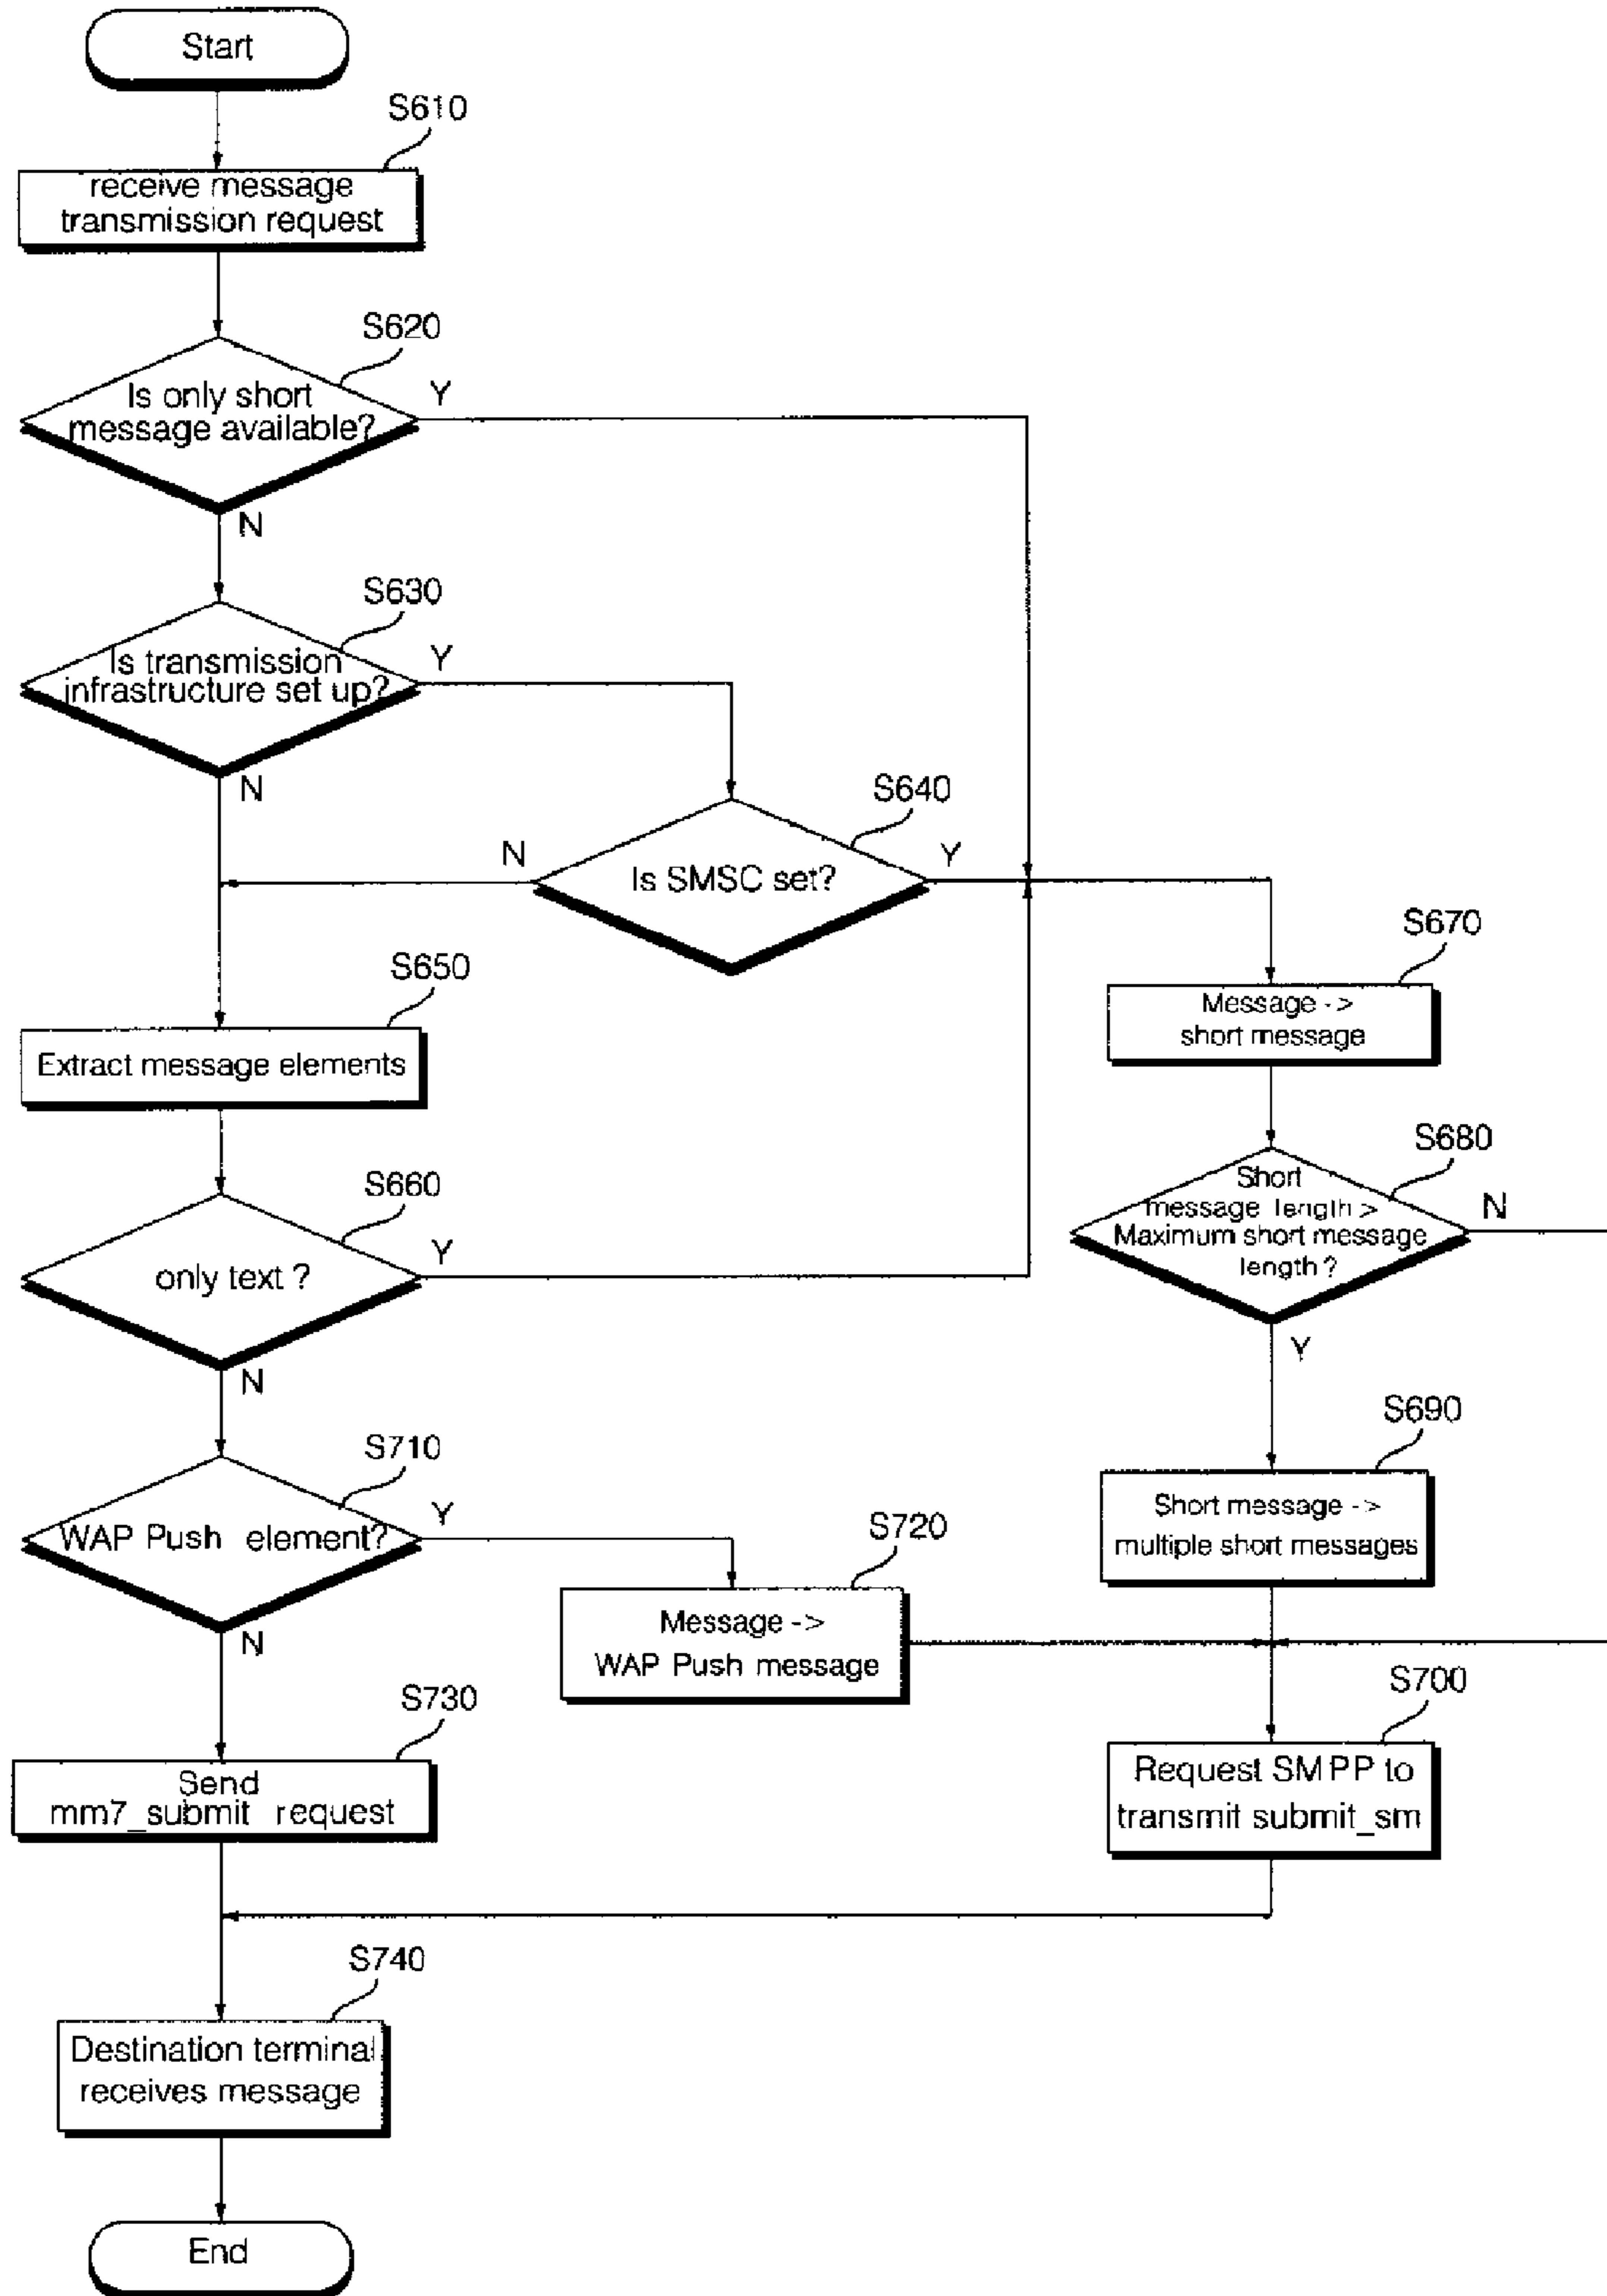 Start
S610
receive message
transmission request
S620
Is only short
message available?
Y
N
S630
Is transmission
infrastructure set up?
Y
N
S640
Is SMSC set?
N
Y
S650
Extract message elements
S660
only text ?
Y
N
S670
Message ->
short message
S680
Short
message length >
Maximum short message
length ?
N
Y
S690
Short message ->
multiple short messages
S710
WAP Push element?
Y
N
S720
Message ->
WAP Push message
S700
Request SMPP to
transmit submit_sm
S730
Send
mm7_submit request
S740
Destination terminal
receives message
End